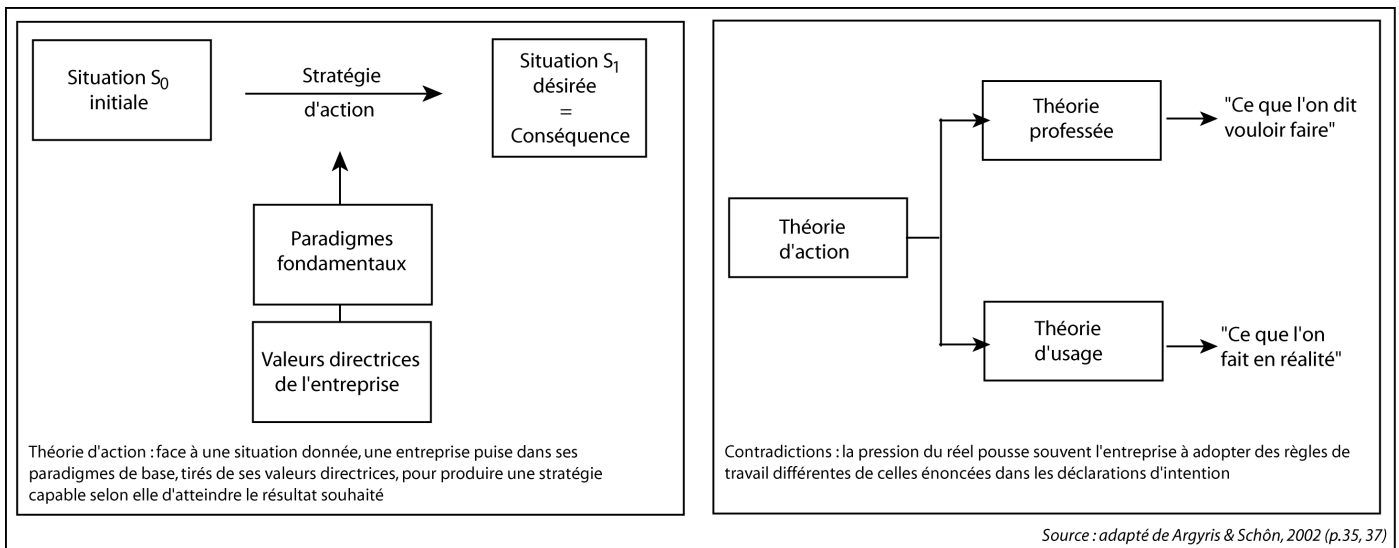 Situation S0
initiale
Stratégie
d'action
Situation S1
désirée
=
Conséquence
Paradigmes
fondamentaux
Valeurs directrices
de l'entreprise
Théorie d'action : face à une situation donnée, une entreprise puise dans ses
paradigmes de base, tirés de ses valeurs directrices, pour produire une stratégie
capable selon elle d'atteindre le résultat souhaité
Théorie
d'action
Théorie
professée
"Ce que l'on dit
vouloir faire"
Théorie
d'usage
"Ce que l'on
fait en réalité"
Contradictions : la pression du réel pousse souvent l'entreprise à adopter des règles de
travail différentes de celles énoncées dans les déclarations d'intention
Source : adapté de Argyris & Schôn, 2002 (p.35, 37)